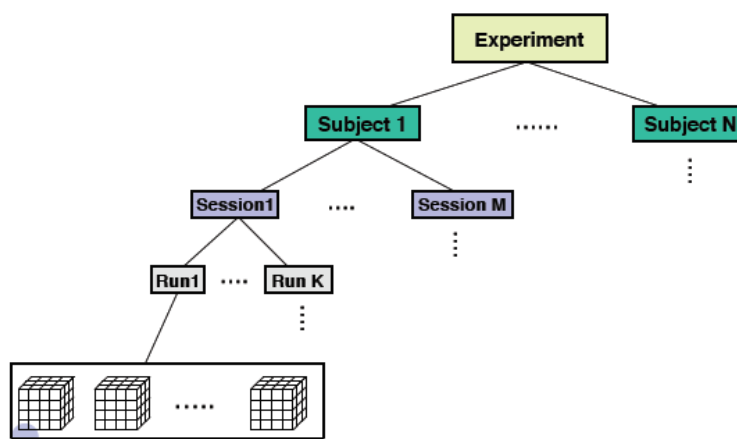 Experiment
Subject 1
......
Subject N
Session1
....
Session M
Run1
....
Run K
.....